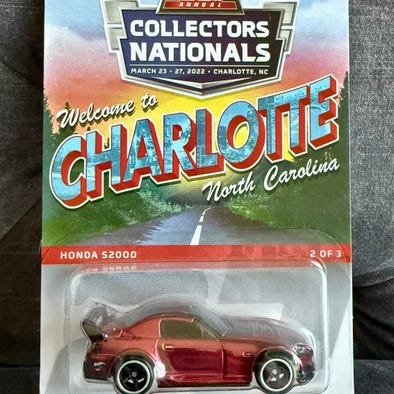 ANNUAL
COLLECTORS
NATIONALS
MARCH 23 - 27, 2022 • CHARLOTTE, NC
Welcome to
CHARLOTTE
North Carolina
HONDA S2000 2 OF 3